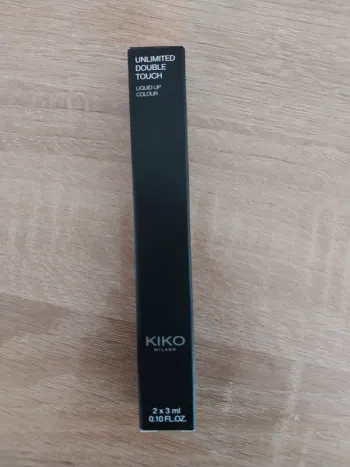 UNLIMITED
DOUBLE
TOUCH
LIQUID LIP
COLOUR
KIKO
MILANO
2 x 3 ml
0.10 FL.OZ.